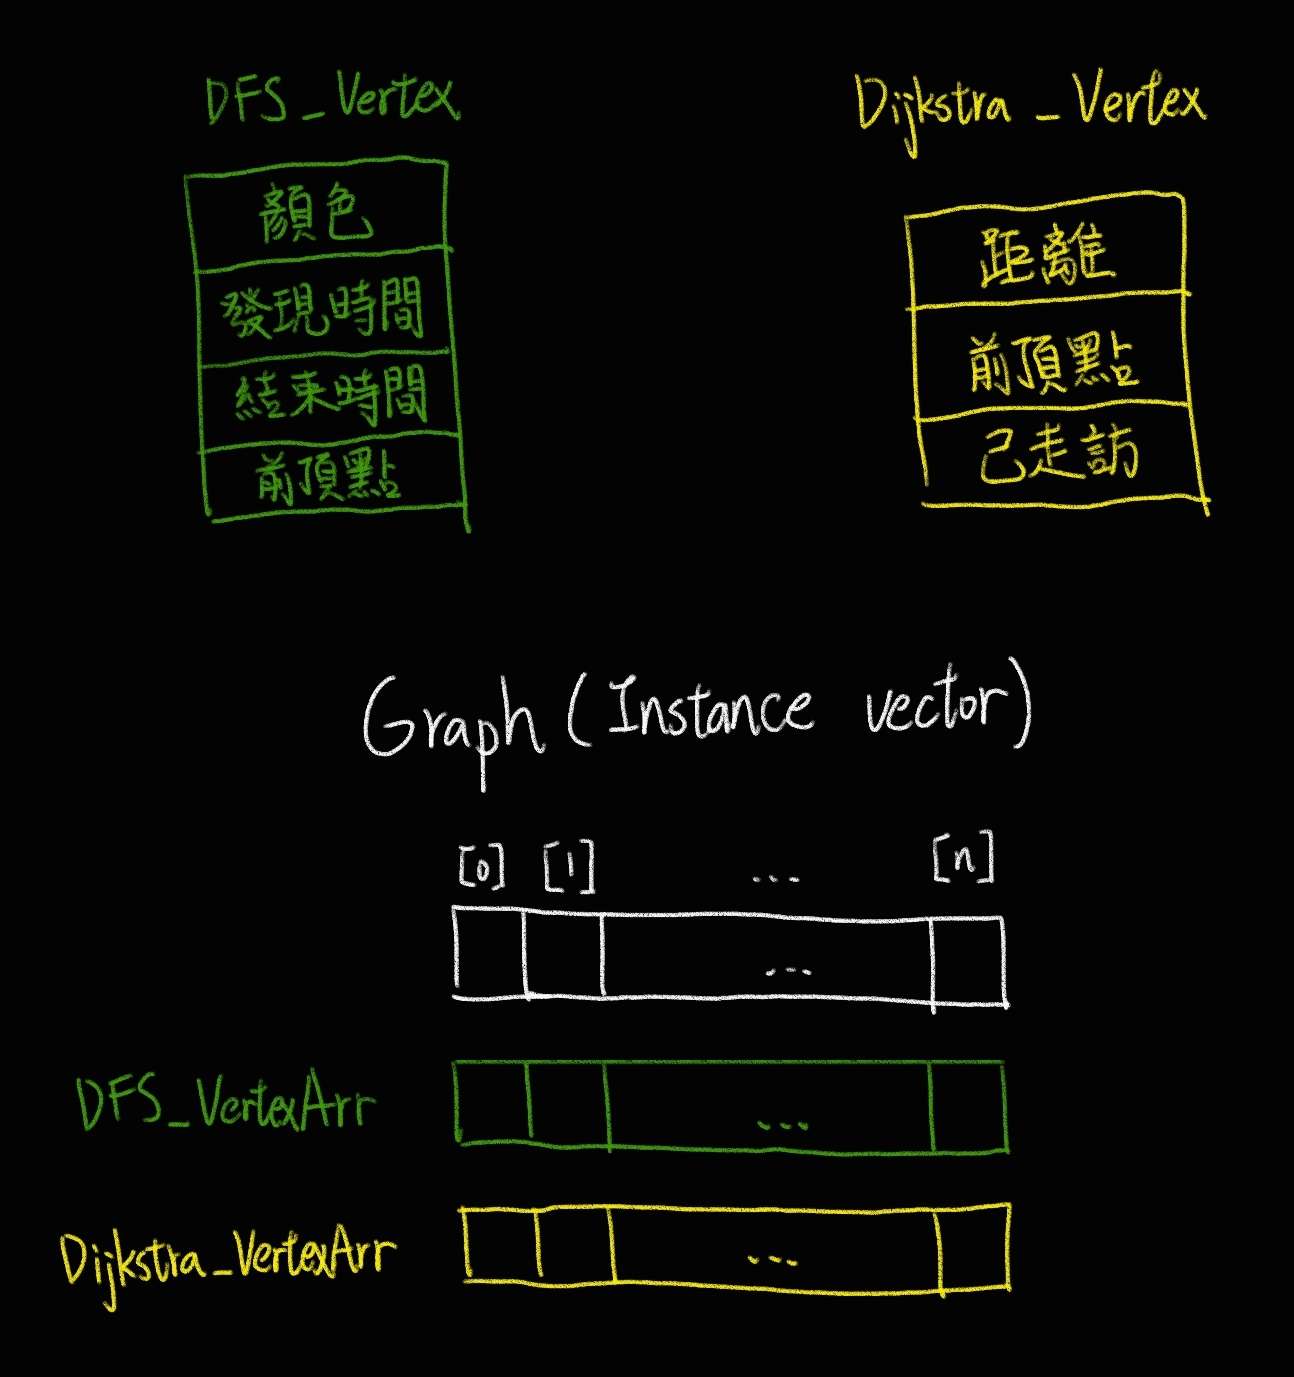 DFS_Vertex
顏色
發現時間
結束時間
前頂點
Dijkstra_Vertex
距離
前頂點
已走訪
Graph (Instance vector)
[0] [1] ... [n]
...
DFS_VertexArr ...
Dijkstra_VertexArr ...